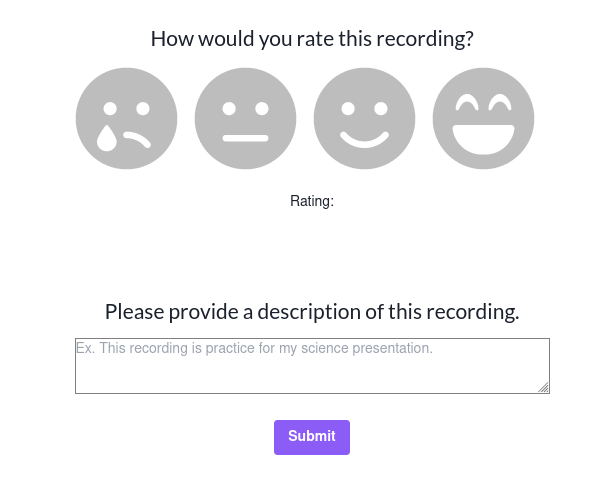 How would you rate this recording?
Rating:
Please provide a description of this recording.
Ex. This recording is practice for my science presentation.
Submit